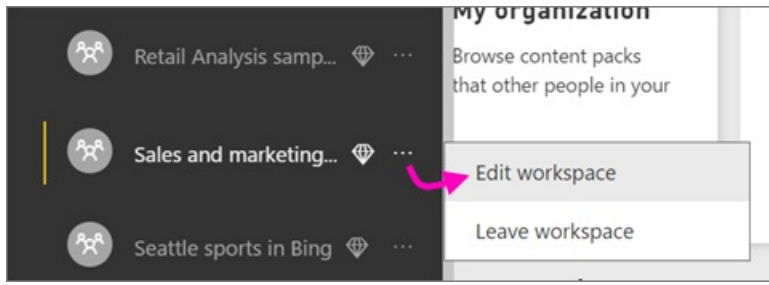 My organization
Retail Analysis samp... ...
Browse content packs
that other people in your
Sales and marketing... ...
Edit workspace
Leave workspace
Seattle sports in Bing ...